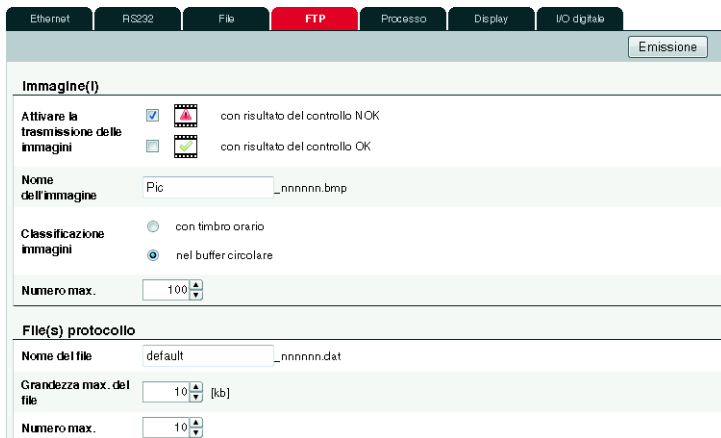 Ethernet RS232 File FTP Processo Display I/O digitale
Emissione
Immagine(i)
Attivare la trasmissione delle immagini
con risultato del controllo NOK
con risultato del controllo OK
Nome dell'immagine
Pic _nnnnnn.bmp
Classificazione immagini
con timbro orario
nel buffer circolare
Numero max. 100
File(s) protocollo
Nome del file default _nnnnnn.dat
Grandezza max. del file
10 [kb]
Numero max. 10